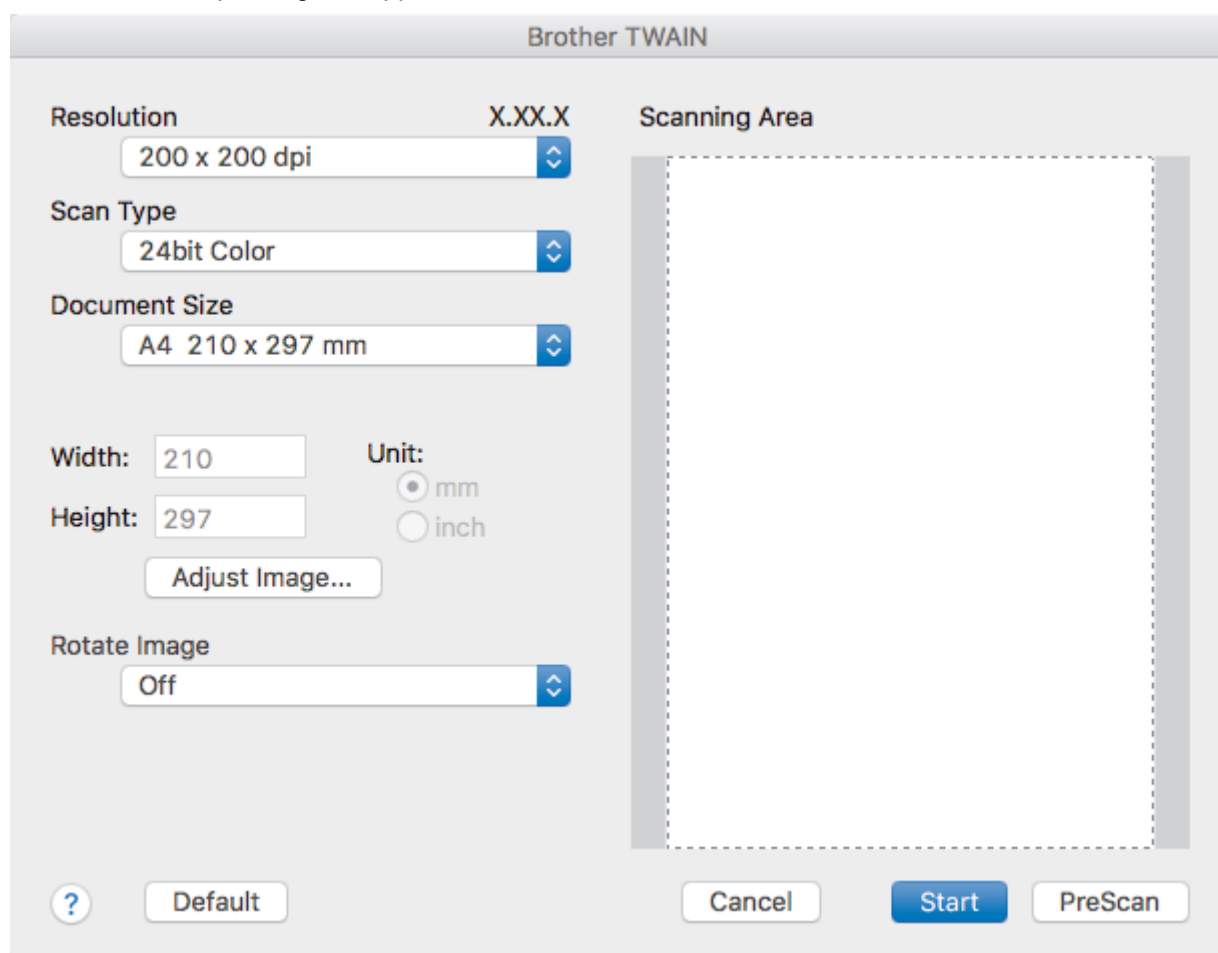 Brother TWAIN
Resolution X.XX.X
200 x 200 dpi
Scan Type
24bit Color
Document Size
A4 210 x 297 mm
Width: 210
Height: 297
Unit:
mm
inch
Adjust Image...
Rotate Image
Off
Scanning Area
? Default Cancel Start PreScan